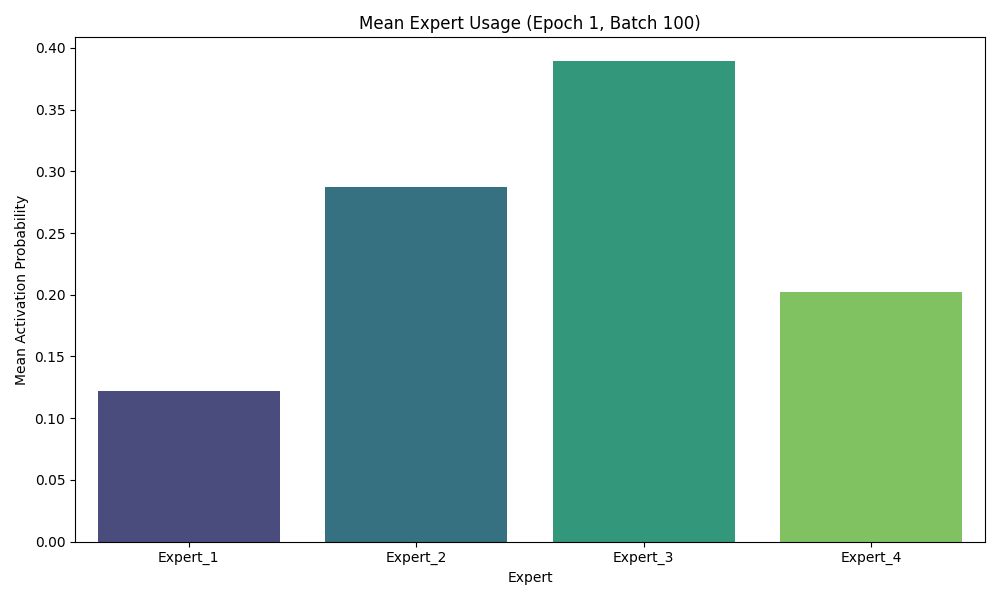 Mean Expert Usage (Epoch 1, Batch 100)
Mean Activation Probability
0.40
0.35
0.30
0.25
0.20
0.15
0.10
0.05
0.00
Expert_1 Expert_2 Expert_3 Expert_4
Expert